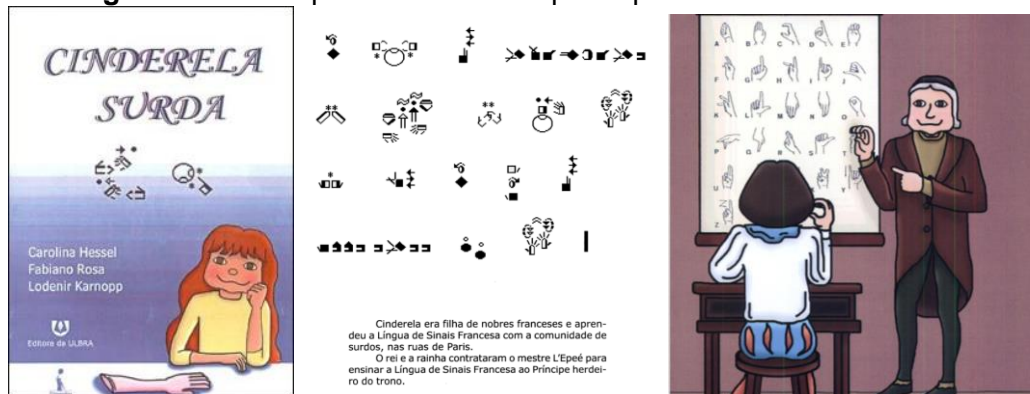 CINDERELA
SURDA
Carolina Hessel
Fabiano Rosa
Lodenir Karnopp
Editora da ULBRA
Cinderela era filha de nobres franceses e apren-
deu a Língua de Sinais Francesa com a comunidade de
surdos, nas ruas de Paris.
O rei e a rainha contrataram o mestre L'Epeé para
ensinar a Língua de Sinais Francesa ao Príncipe herdei-
ro do trono.
A B C D E
F G H I J
K L M N O
P Q R S T
U Y
Z